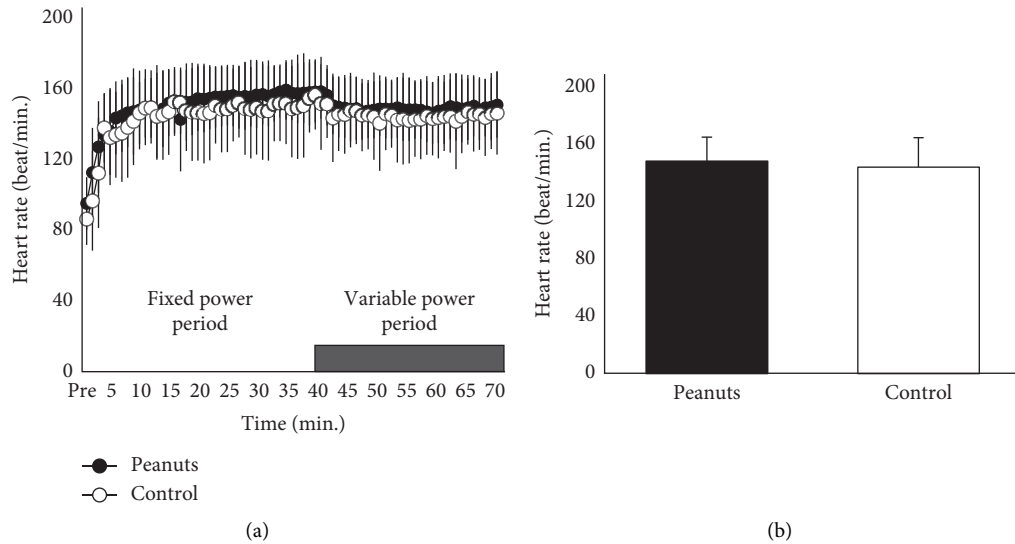 200
160
120
80
40
0
Heart rate (beat/min.)
Fixed power
period
Variable power
period
Pre 5 10 15 20 25 30 35 40 45 50 55 60 65 70
Time (min.)
Peanuts
Control
(a)
200
160
120
80
40
0
Heart rate (beat/min.)
Peanuts Control
(b)